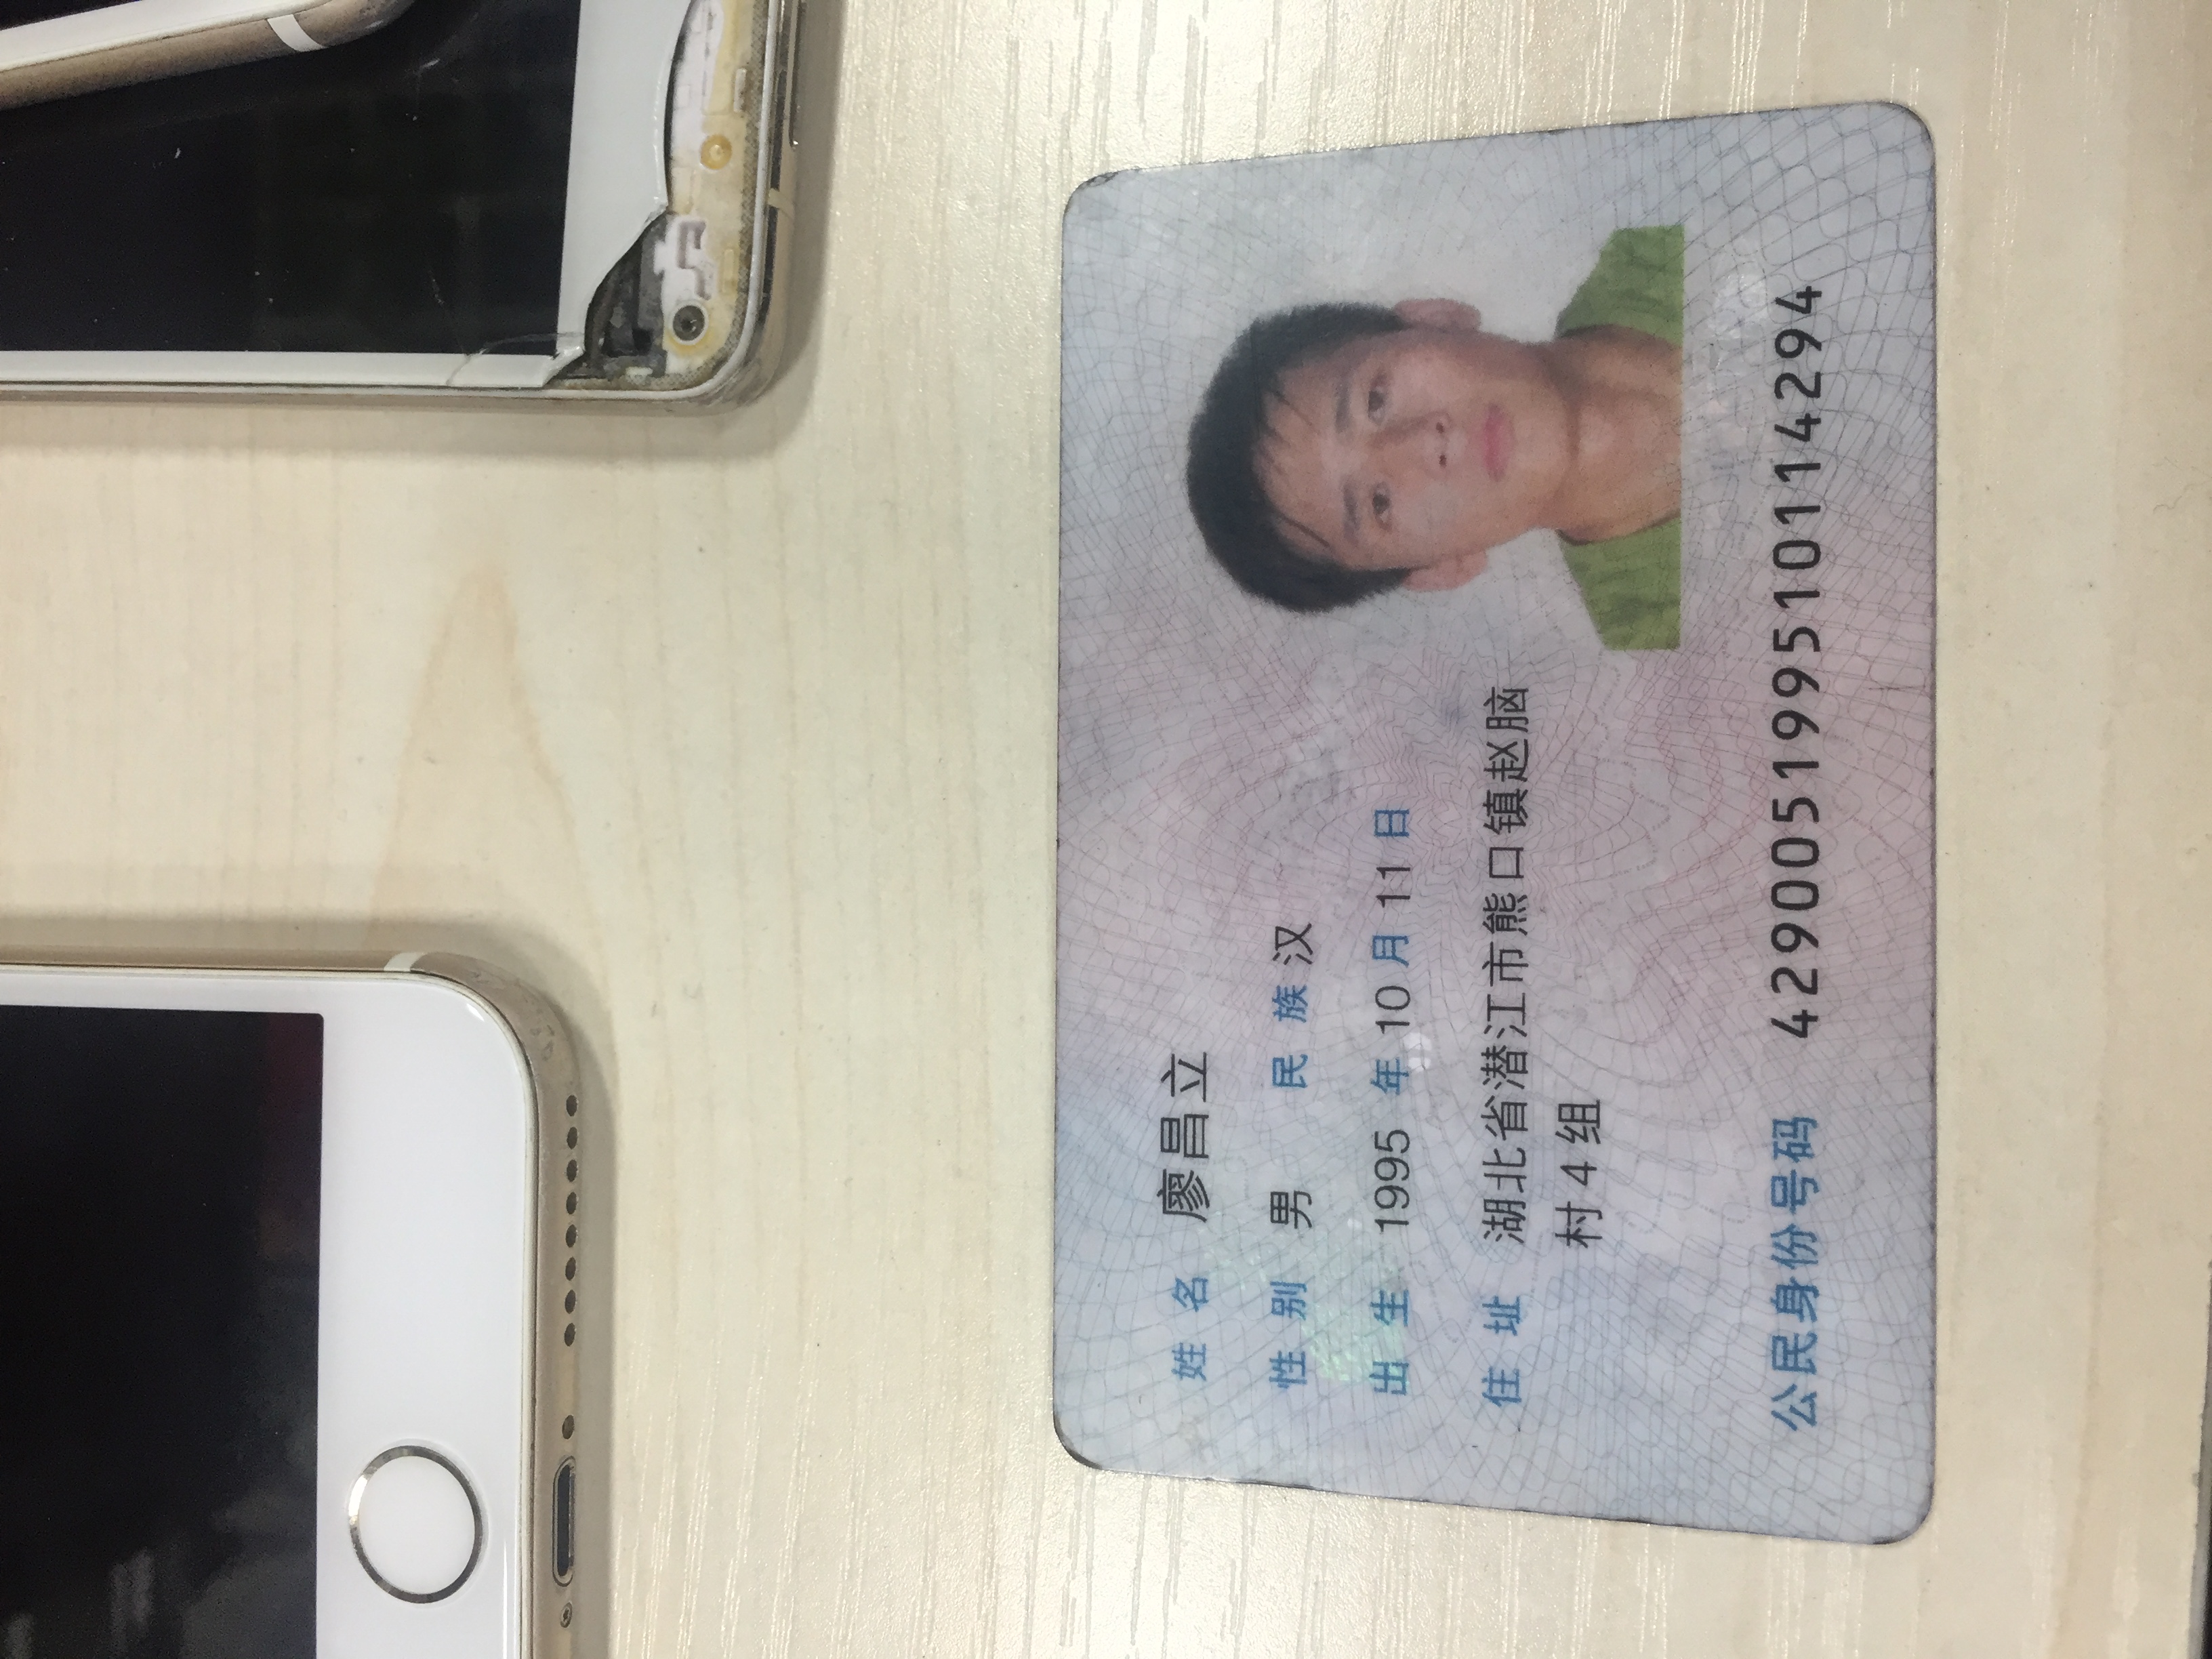 姓名 廖昌立
性别 男 民族 汉
出生 1995 年 10 月 11 日
住址 湖北省潜江市熊口镇赵脑
村4组
公民身份号码 429005199510114294